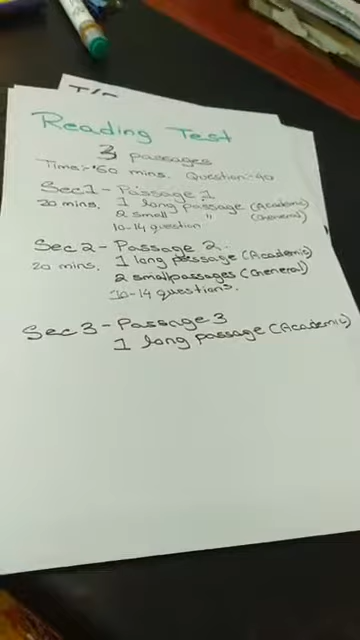 T/F
Reading Test
3 passages
Time:- 60 mins. Question:- 40
Sec 1 - Passage 1
20 mins. 1 long passage (Academic)
2 small " (General)
10-14 question
Sec 2 - Passage 2.
20 mins. 1 long passage (Academic)
2 small passages (General)
10-14 questions.
Sec 3 - Passage 3
1 long passage (Academic)